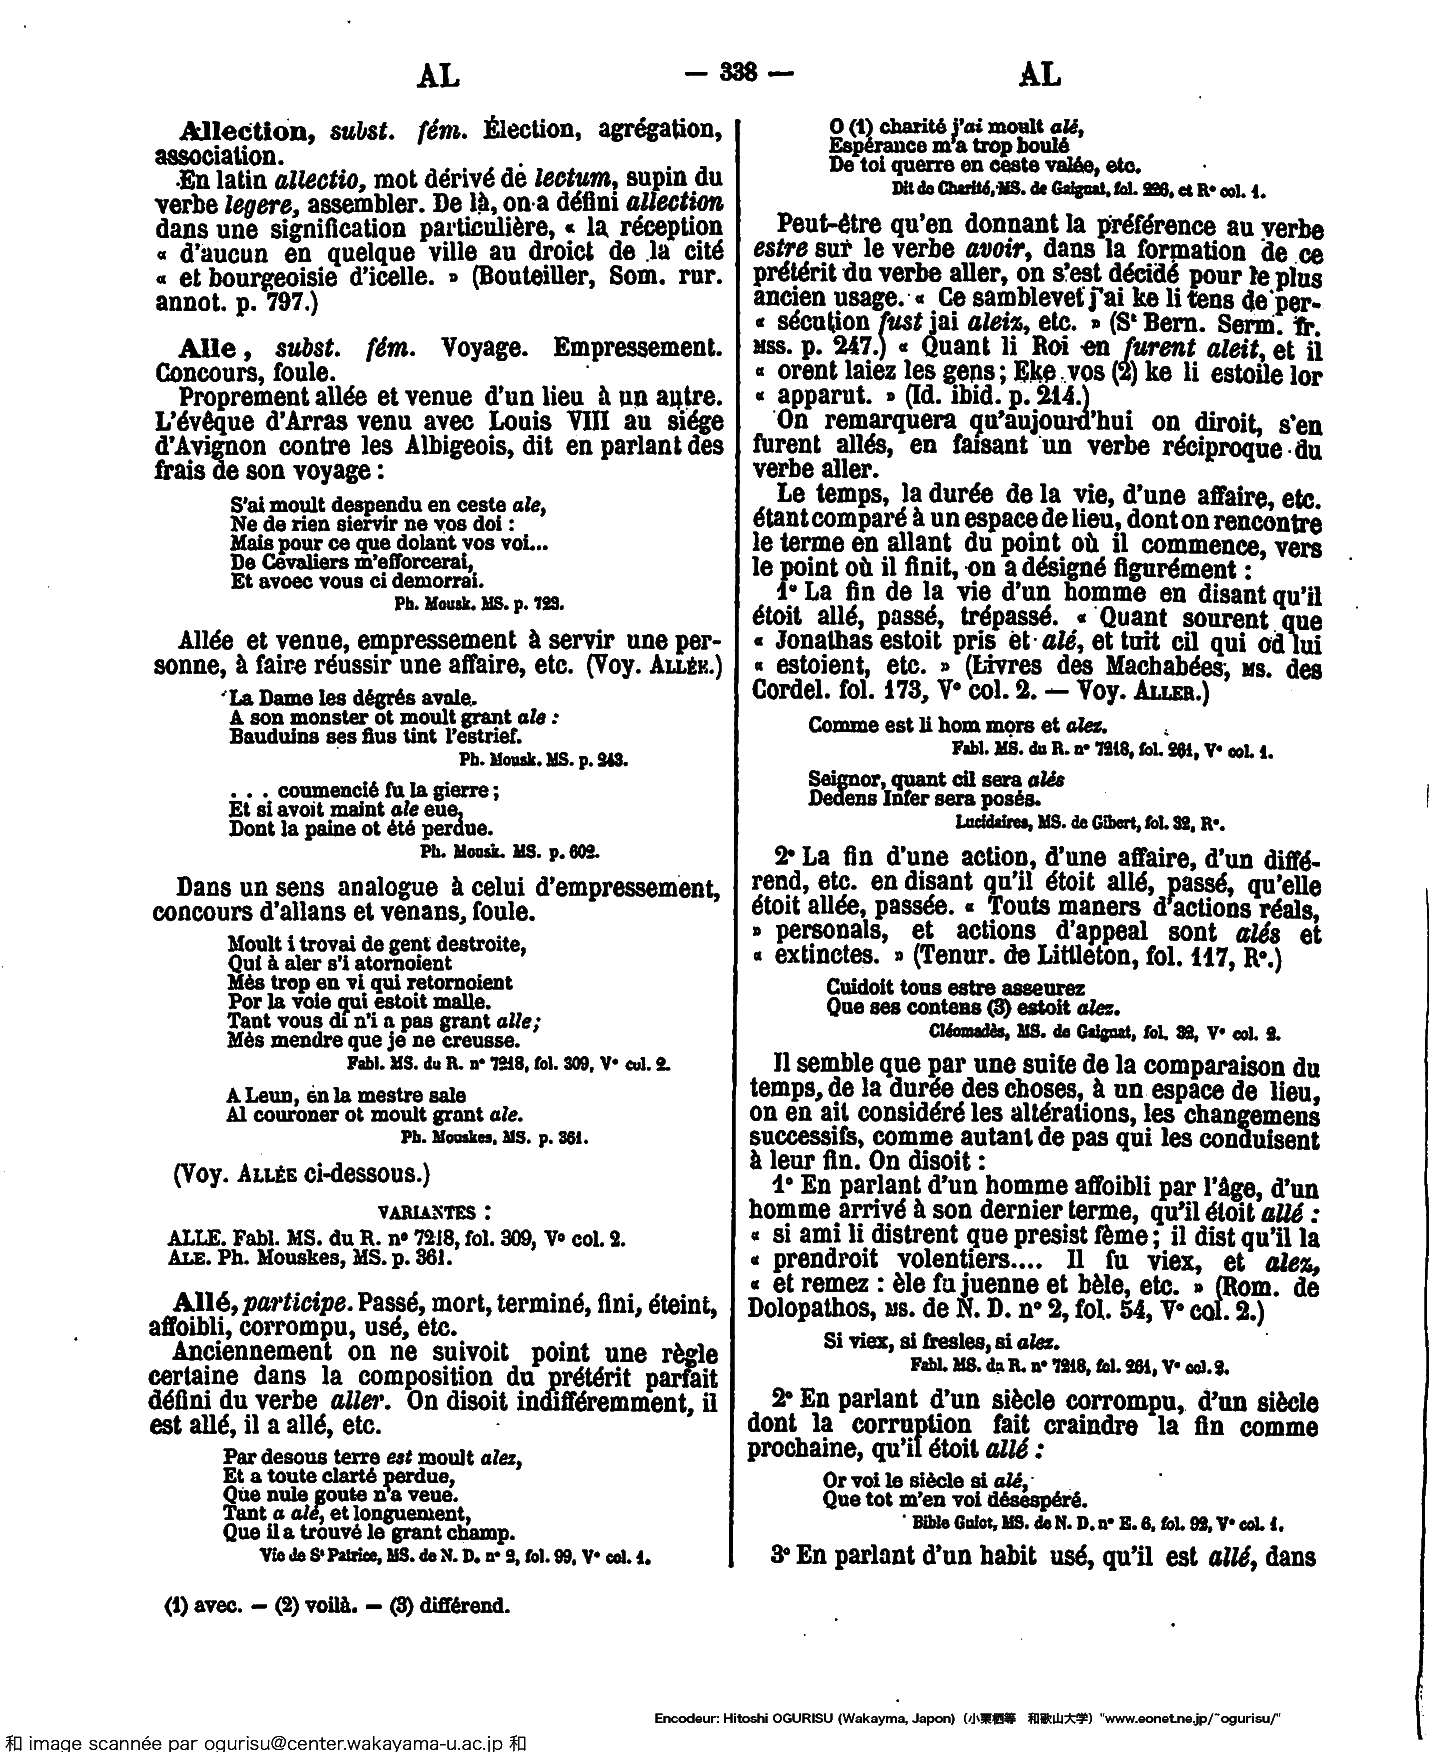 AL
— 338 —
AL
Allection, subst. fém. Élection, agrégation,
association.
En latin allectio, mot dérivé de lectum, supin du
verbe legere, assembler. De là, on a défini allection
dans une signification particulière, « la réception
« d'aucun en quelque ville au droict de la cité
« et bourgeoisie d'icelle. » (Bouteiller, Som. rur.
annot. p. 797.)
Alle, subst. fém. Voyage. Empressement.
Concours, foule.
Proprement allée et venue d'un lieu à un autre.
L'évêque d'Arras venu avec Louis VIII au siége
d'Avignon contre les Albigeois, dit en parlant des
frais de son voyage :
S'ai moult despendu en ceste ale,
Ne de rien siervir ne vos doi :
Mais pour ce que dolant vos voi...
De Cevaliers m'efforcerai,
Et avoec vous ci demorrai.
Ph. Mousk. MS. p. 723.
Allée et venue, empressement à servir une per-
sonne, à faire réussir une affaire, etc. (Voy. ALLÉE.)
La Dame les dégrés avale.
A son monster ot moult grant ale :
Bauduins ses fius tint l'estrief.
Ph. Mousk. MS. p. 243.
. . . coumencié fu la gierre ;
Et si avoit maint ale eue,
Dont la paine ot été perdue.
Ph. Mousk. MS. p. 602.
Dans un sens analogue à celui d'empressement,
concours d'allans et venans, foule.
Moult i trovai de gent destroite,
Qui à aler s'i atornoient
Mès trop en vi qui retornoient
Por la voie qui estoit malle.
Tant vous di n'i a pas grant alle;
Mès mendre que je ne creusse.
Fabl. MS. du R. nº 7218, fol. 309, Vº col. 2.
A Leun, en la mestre sale
Al couroner ot moult grant ale.
Ph. Mouskes, MS. p. 361.
(Voy. ALLÉE ci-dessous.)
VARIANTES :
ALLE. Fabl. MS. du R. nº 7218, fol. 309, Vº col. 2.
ALE. Ph. Mouskes, MS. p. 361.
Allé, participe. Passé, mort, terminé, fini, éteint,
affoibli, corrompu, usé, etc.
Anciennement on ne suivoit point une règle
certaine dans la composition du prétérit parfait
défini du verbe aller. On disoit indifféremment, il
est allé, il a allé, etc.
Par desous terre est moult alez,
Et a toute clarté perdue,
Que nule goute n'a veue.
Tant a alé, et longuement,
Que il a trouvé le grant champ.
Vie de St Patrice, MS. de N. D. nº 2, fol. 99, Vº col. 1.
O (1) charité j'ai moult alé,
Espérance m'a trop boulé
De toi querre en ceste valée, etc.
Dit de Charité, MS. de Gaignat, fol. 226, et Rº col. 1.
Peut-être qu'en donnant la préférence au verbe
estre sur le verbe avoir, dans la formation de ce
prétérit du verbe aller, on s'est décidé pour le plus
ancien usage. « Ce samblevet j'ai ke li tens de per-
« sécution fust jai aleiz, etc. » (St Bern. Serm. fr.
MSS. p. 247.) « Quant li Roi en furent aleit, et il
« orent laiez les gens ; Eke vos (2) ke li estoile lor
« apparut. » (Id. ibid. p. 214.)
On remarquera qu'aujourd'hui on diroit, s'en
furent allés, en faisant un verbe réciproque du
verbe aller.
Le temps, la durée de la vie, d'une affaire, etc.
étant comparé à un espace de lieu, dont on rencontre
le terme en allant du point où il commence, vers
le point où il finit, on a désigné figurément :
1º La fin de la vie d'un homme en disant qu'il
étoit allé, passé, trépassé. « Quant sourent que
« Jonathas estoit pris et alé, et tuit cil qui od lui
« estoient, etc. » (Livres des Machabées, MS. des
Cordel. fol. 173, Vº col. 2. — Voy. ALLER.)
Comme est li hom mors et alez.
Fabl. MS. du R. nº 7218, fol. 261, Vº col. 1.
Seignor, quant cil sera alés
Dedens Infer sera posés.
Lucidaires, MS. de Gibert, fol. 32, Rº.
2º La fin d'une action, d'une affaire, d'un diffé-
rend, etc. en disant qu'il étoit allé, passé, qu'elle
étoit allée, passée. « Touts maners d'actions réals,
» personals, et actions d'appeal sont alés et
« extinctes. » (Tenur. de Littleton, fol. 117, Rº.)
Cuidoit tous estre asseurez
Que ses contens (3) estoit alez.
Cléomadès, MS. de Gaignat, fol. 32, Vº col. 2.
Il semble que par une suite de la comparaison du
temps, de la durée des choses, à un espace de lieu,
on en ait considéré les altérations, les changemens
successifs, comme autant de pas qui les conduisent
à leur fin. On disoit :
1º En parlant d'un homme affoibli par l'âge, d'un
homme arrivé à son dernier terme, qu'il étoit allé :
« si ami li distrent que presist fème ; il dist qu'il la
« prendroit volentiers.... Il fu viex, et alez,
« et remez : èle fu juenne et bèle, etc. » (Rom. de
Dolopathos, MS. de N. D. nº 2, fol. 54, Vº col. 2.)
Si viex, si fresles, si alez.
Fabl. MS. du R. nº 7218, fol. 261, Vº col. 2.
2º En parlant d'un siècle corrompu, d'un siècle
dont la corruption fait craindre la fin comme
prochaine, qu'il étoit allé :
Or voi le siècle si alé,
Que tot m'en voi désespéré.
Bible Guiot, MS. de N. D. nº E. 6, fol. 92, Vº col. 1.
3º En parlant d'un habit usé, qu'il est allé, dans
(1) avec. — (2) voilà. — (3) différend.
Encodeur: Hitoshi OGURISU (Wakayma, Japon) (小栗栖等 和歌山大学) "www.eonet.ne.jp/~ogurisu/"
和 image scannée par ogurisu@center.wakayama-u.ac.jp 和